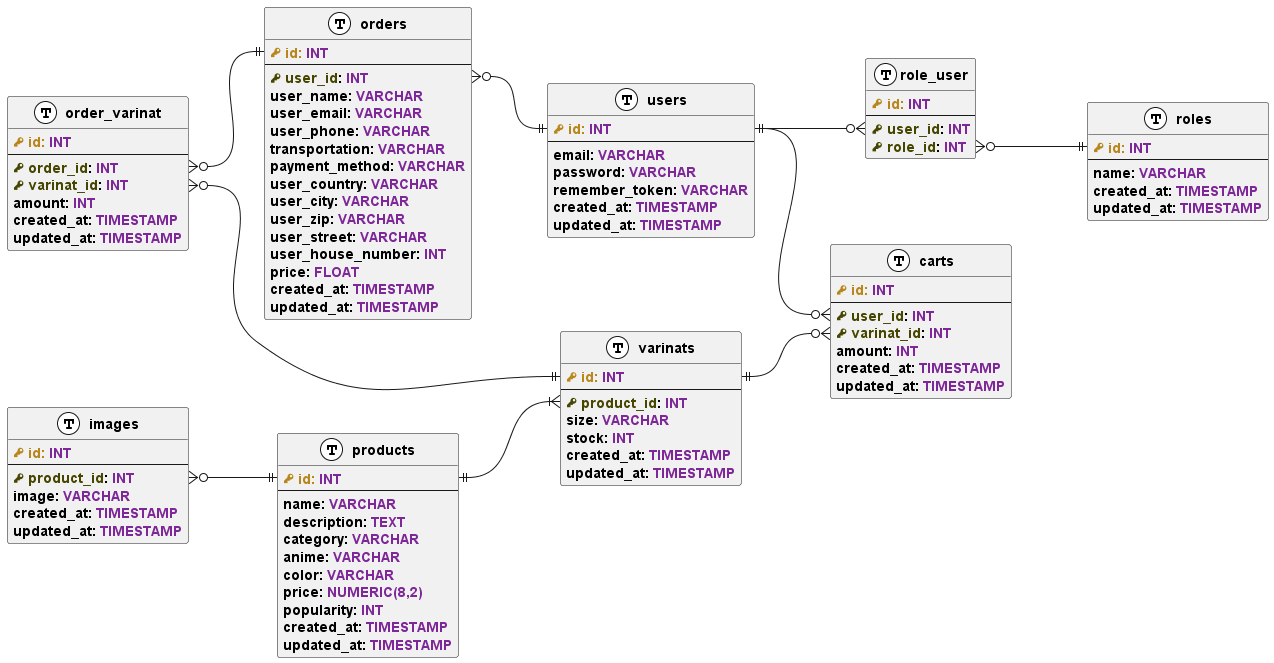 orders
id: INT
user_id: INT
user_name: VARCHAR
user_email: VARCHAR
user_phone: VARCHAR
transportation: VARCHAR
payment_method: VARCHAR
user_country: VARCHAR
user_city: VARCHAR
user_zip: VARCHAR
user_street: VARCHAR
user_house_number: INT
price: FLOAT
created_at: TIMESTAMP
updated_at: TIMESTAMP
order_varinat
id: INT
order_id: INT
varinat_id: INT
amount: INT
created_at: TIMESTAMP
updated_at: TIMESTAMP
users
id: INT
email: VARCHAR
password: VARCHAR
remember_token: VARCHAR
created_at: TIMESTAMP
updated_at: TIMESTAMP
role_user
id: INT
user_id: INT
role_id: INT
roles
id: INT
name: VARCHAR
created_at: TIMESTAMP
updated_at: TIMESTAMP
carts
id: INT
user_id: INT
varinat_id: INT
amount: INT
created_at: TIMESTAMP
updated_at: TIMESTAMP
varinats
id: INT
product_id: INT
size: VARCHAR
stock: INT
created_at: TIMESTAMP
updated_at: TIMESTAMP
images
id: INT
product_id: INT
image: VARCHAR
created_at: TIMESTAMP
updated_at: TIMESTAMP
products
id: INT
name: VARCHAR
description: TEXT
category: VARCHAR
anime: VARCHAR
color: VARCHAR
price: NUMERIC(8,2)
popularity: INT
created_at: TIMESTAMP
updated_at: TIMESTAMP